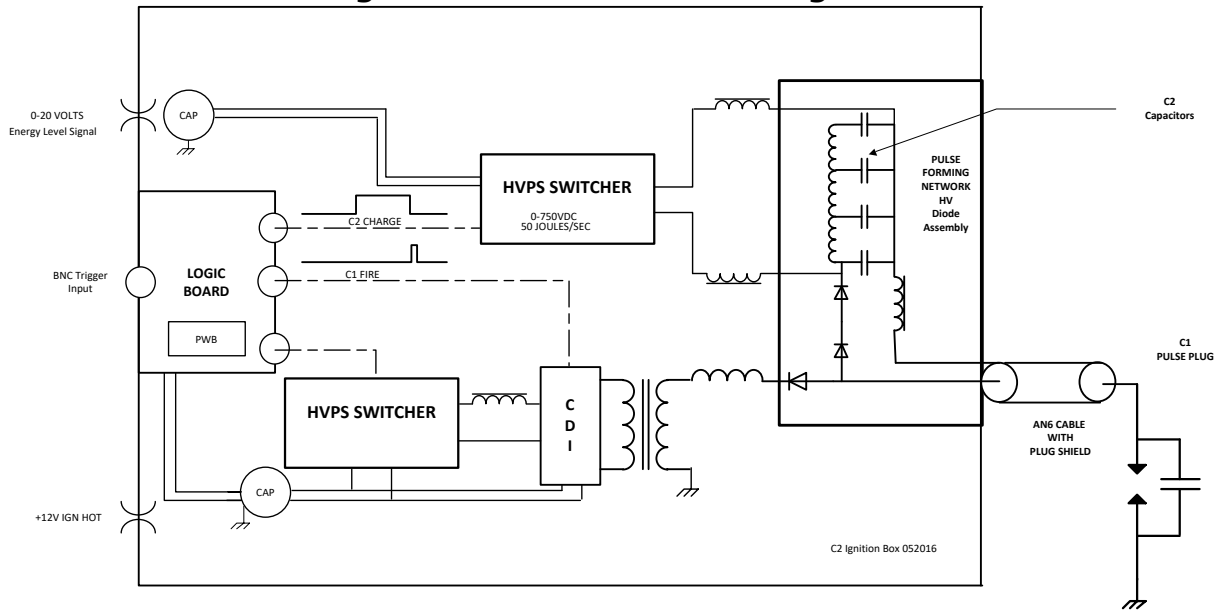 0-20 VOLTS
Energy Level Signal
CAP
C2
Capacitors
HVPS SWITCHER
0-750VDC
50 JOULES/SEC
PULSE
FORMING
NETWORK
HV
Diode
Assembly
C2 CHARGE
C1 FIRE
BNC Trigger
Input
LOGIC
BOARD
PWB
HVPS SWITCHER
C
D
I
C1
PULSE PLUG
AN6 CABLE
WITH
PLUG SHIELD
CAP
+12V IGN HOT
C2 Ignition Box 052016